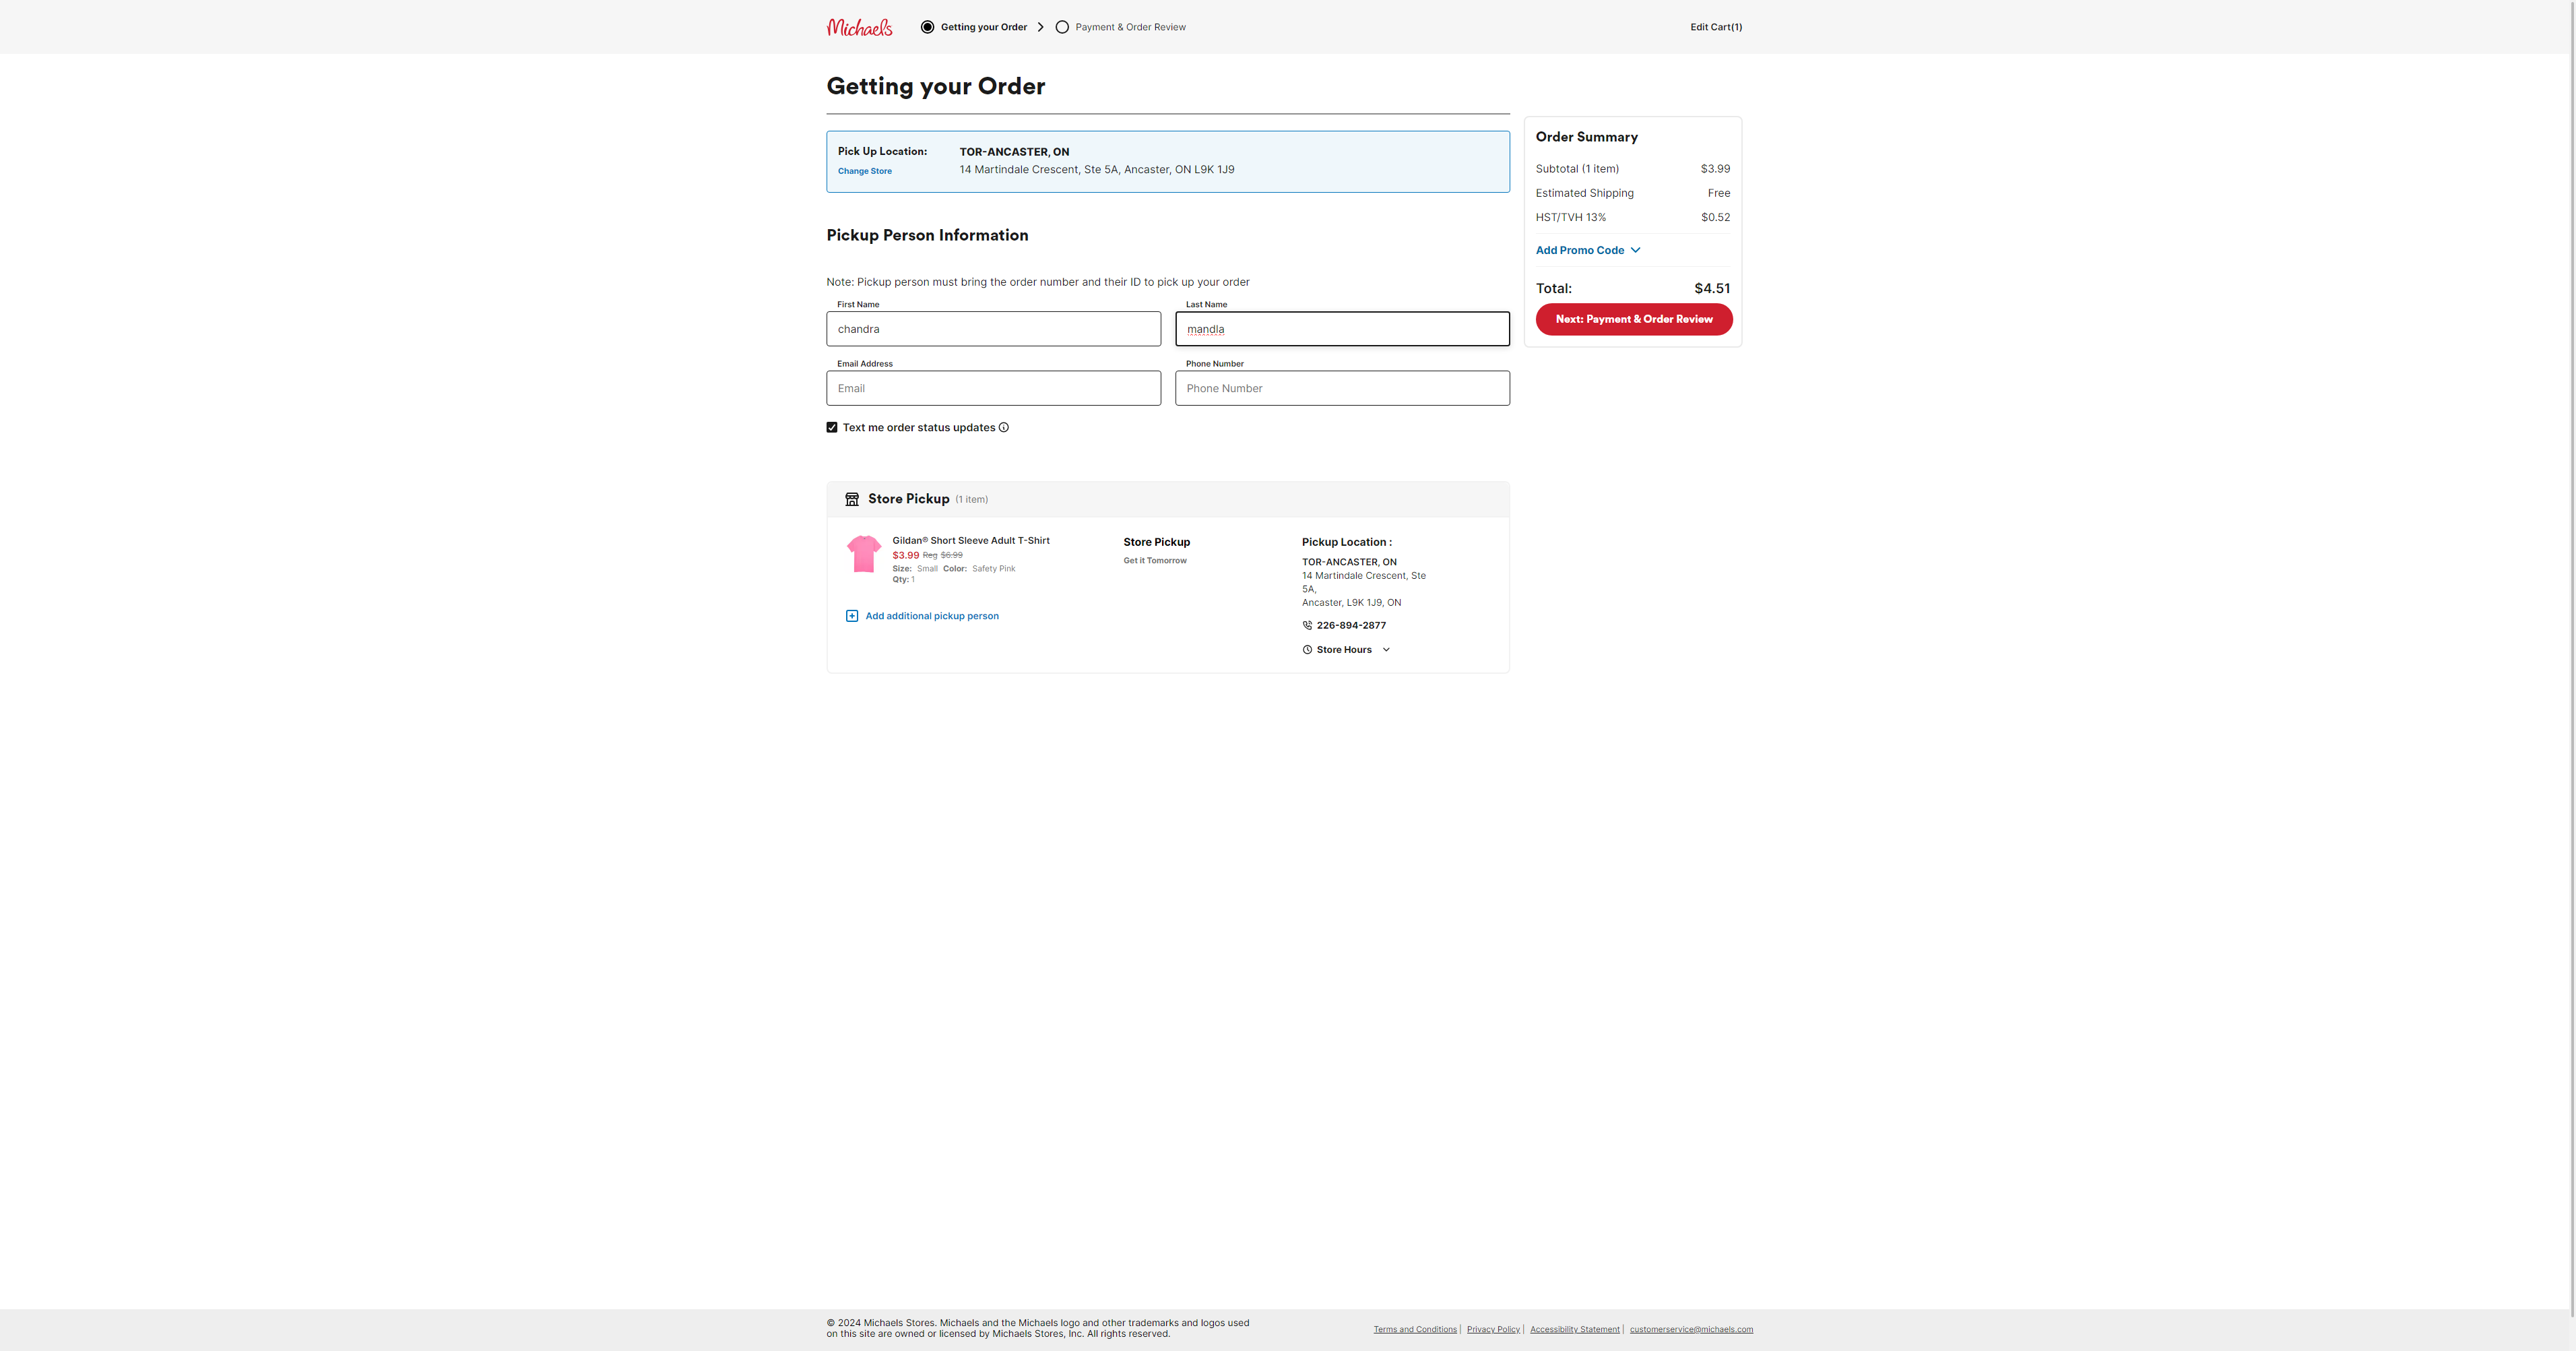 Michaels
Getting your Order
Payment & Order Review
Edit Cart(1)
Getting your Order
Pick Up Location:
Change Store
TOR-ANCASTER, ON
14 Martindale Crescent, Ste 5A, Ancaster, ON L9K 1J9
Pickup Person Information
Note: Pickup person must bring the order number and their ID to pick up your order
First Name
chandra
Last Name
mandla
Email Address
Email
Phone Number
Phone Number
Text me order status updates
Order Summary
Subtotal (1 item) $3.99
Estimated Shipping Free
HST/TVH 13% $0.52
Add Promo Code
Total: $4.51
Next: Payment & Order Review
Store Pickup (1 item)
Gildan® Short Sleeve Adult T-Shirt
$3.99 Reg $6.99
Size: Small Color: Safety Pink
Qty: 1
Add additional pickup person
Store Pickup
Get it Tomorrow
Pickup Location :
TOR-ANCASTER, ON
14 Martindale Crescent, Ste
5A,
Ancaster, L9K 1J9, ON
226-894-2877
Store Hours
© 2024 Michaels Stores. Michaels and the Michaels logo and other trademarks and logos used
on this site are owned or licensed by Michaels Stores, Inc. All rights reserved.
Terms and Conditions | Privacy Policy | Accessibility Statement | customerservice@michaels.com